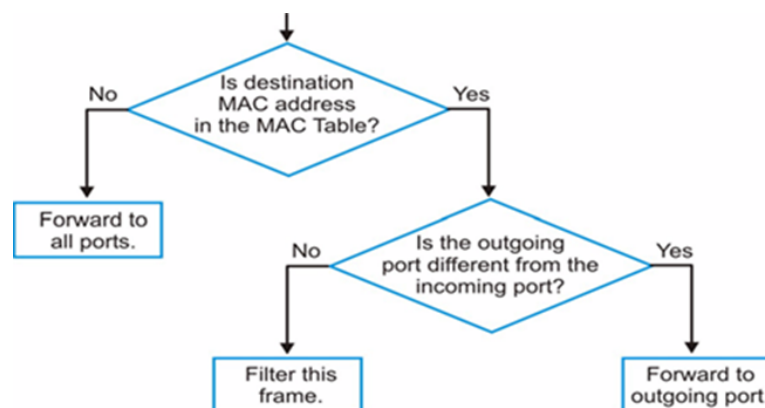 Is destination
MAC address
in the MAC Table?
No
Yes
Forward to
all ports.
Is the outgoing
port different from the
incoming port?
No
Yes
Filter this
frame.
Forward to
outgoing port